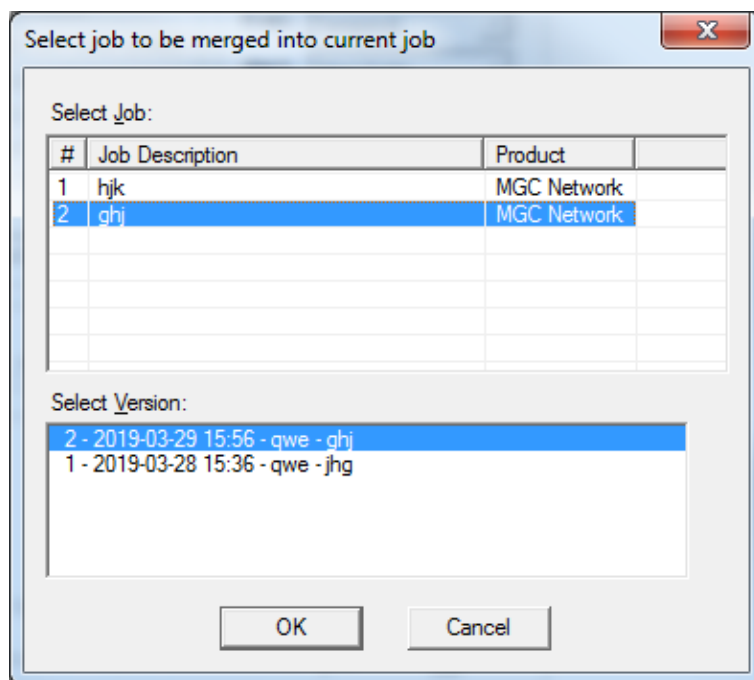 Select job to be merged into current job
Select Job:
# Job Description Product
1 hjk MGC Network
2 ghj MGC Network
Select Version:
2 - 2019-03-29 15:56 - qwe - ghj
1 - 2019-03-28 15:36 - qwe - jhg
OK Cancel